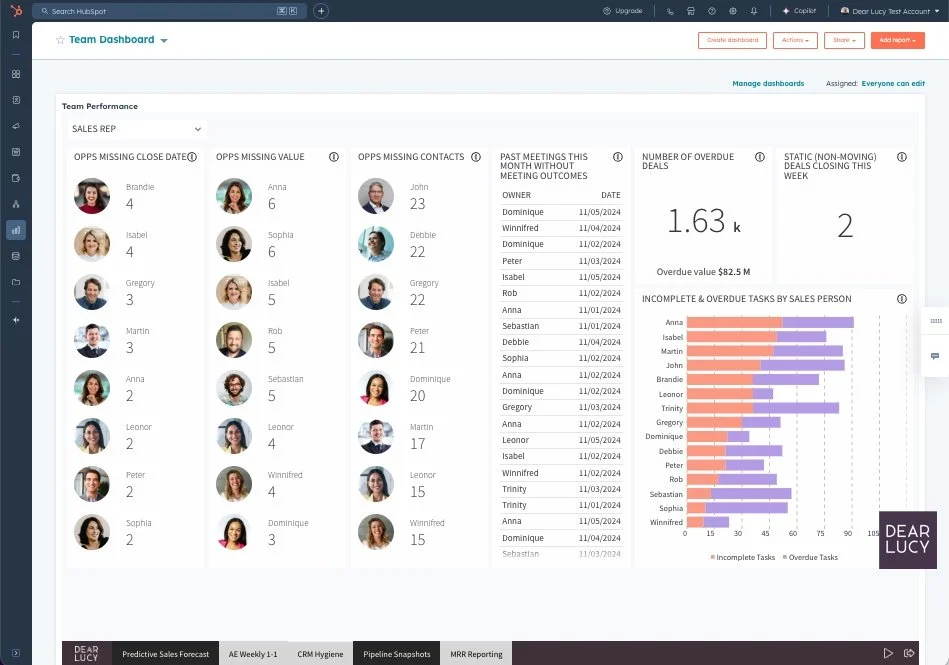 Search HubSpot
⌘ K
Upgrade
Copilot
Dear Lucy Test Account
Team Dashboard
Create dashboard
Actions
Share
Add report
Manage dashboards
Assigned: Everyone can edit
Team Performance
SALES REP
OPPS MISSING CLOSE DATE
Brandie
4
Isabel
4
Gregory
3
Martin
3
Anna
2
Leonor
2
Peter
2
Sophia
2
OPPS MISSING VALUE
Anna
6
Sophia
6
Isabel
5
Rob
5
Sebastian
5
Leonor
4
Winnifred
4
Dominique
3
OPPS MISSING CONTACTS
John
23
Debbie
22
Gregory
22
Peter
21
Dominique
20
Martin
17
Leonor
15
Winnifred
15
PAST MEETINGS THIS
MONTH WITHOUT
MEETING OUTCOMES
OWNER DATE
Dominique 11/05/2024
Winnifred 11/04/2024
Dominique 11/02/2024
Peter 11/03/2024
Isabel 11/05/2024
Rob 11/02/2024
Anna 11/01/2024
Sebastian 11/01/2024
Debbie 11/04/2024
Sophia 11/02/2024
Anna 11/02/2024
Dominique 11/02/2024
Gregory 11/03/2024
Anna 11/02/2024
Leonor 11/05/2024
Isabel 11/02/2024
Winnifred 11/02/2024
Trinity 11/03/2024
Trinity 11/01/2024
Anna 11/05/2024
Dominique 11/04/2024
Sebastian 11/03/2024
NUMBER OF OVERDUE
DEALS
1.63 k
Overdue value $82.5 M
STATIC (NON-MOVING)
DEALS CLOSING THIS
WEEK
2
INCOMPLETE & OVERDUE TASKS BY SALES PERSON
Anna
Isabel
Martin
John
Brandie
Leonor
Trinity
Gregory
Dominique
Debbie
Peter
Rob
Sebastian
Sophia
Winnifred
0 15 30 45 60 75 90 105
Incomplete Tasks Overdue Tasks
DEAR
LUCY
DEAR
LUCY
Predictive Sales Forecast
AE Weekly 1-1
CRM Hygiene
Pipeline Snapshots
MRR Reporting